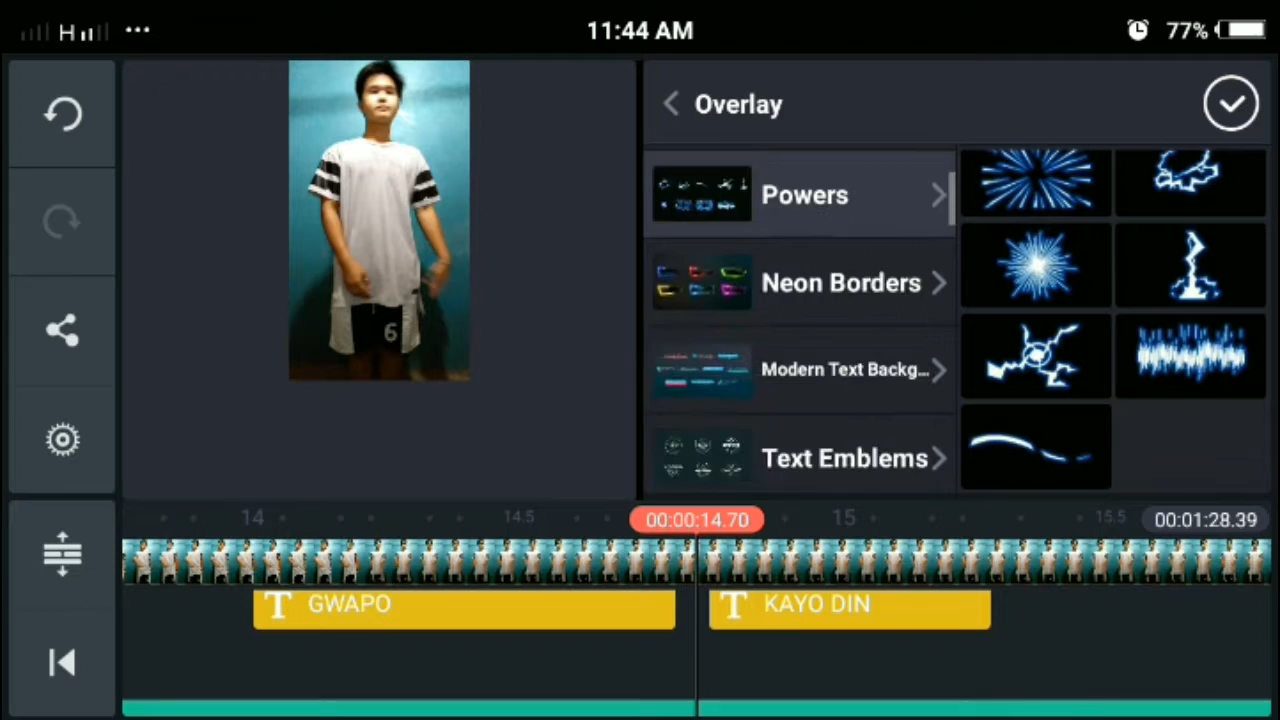 H
11:44 AM
77%
Overlay
Powers
Neon Borders
Modern Text Backg...
Text Emblems
6
14
14.5
00:00:14.70
15
15.5
00:01:28.39
T GWAPO
T KAYO DIN